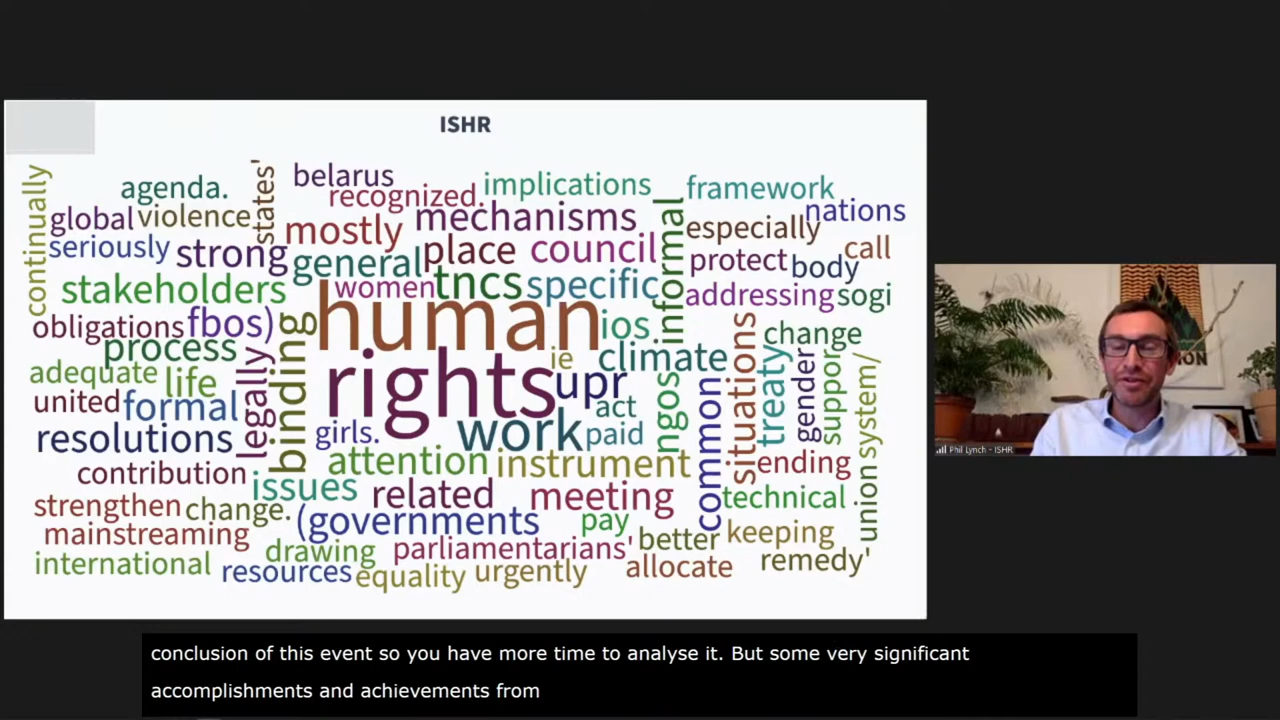 ISHR
continually
agenda.
states'
belarus
implications
framework
recognized.
global
violence
mechanisms
nations
mostly
informal
especially
seriously
strong
general
place
council
call
protect
body
stakeholders
women
tncs
specific
addressing
sogi
human
obligations
fbos)
binding
ios.
situations
change
process
legally
rights
ie
climate
treaty
gender
support
system/
adequate
life
upr
ngos
common
united
formal
act
resolutions
girls.
work
paid
contribution
issues
attention
instrument
ending
related
meeting
technical
union
strengthen
change.
(governments
pay
better
keeping
mainstreaming
drawing
parliamentarians'
international
resources
equality
urgently
allocate
remedy'
ION
Phil Lynch - ISHR
conclusion of this event so you have more time to analyse it. But some very significant
accomplishments and achievements from